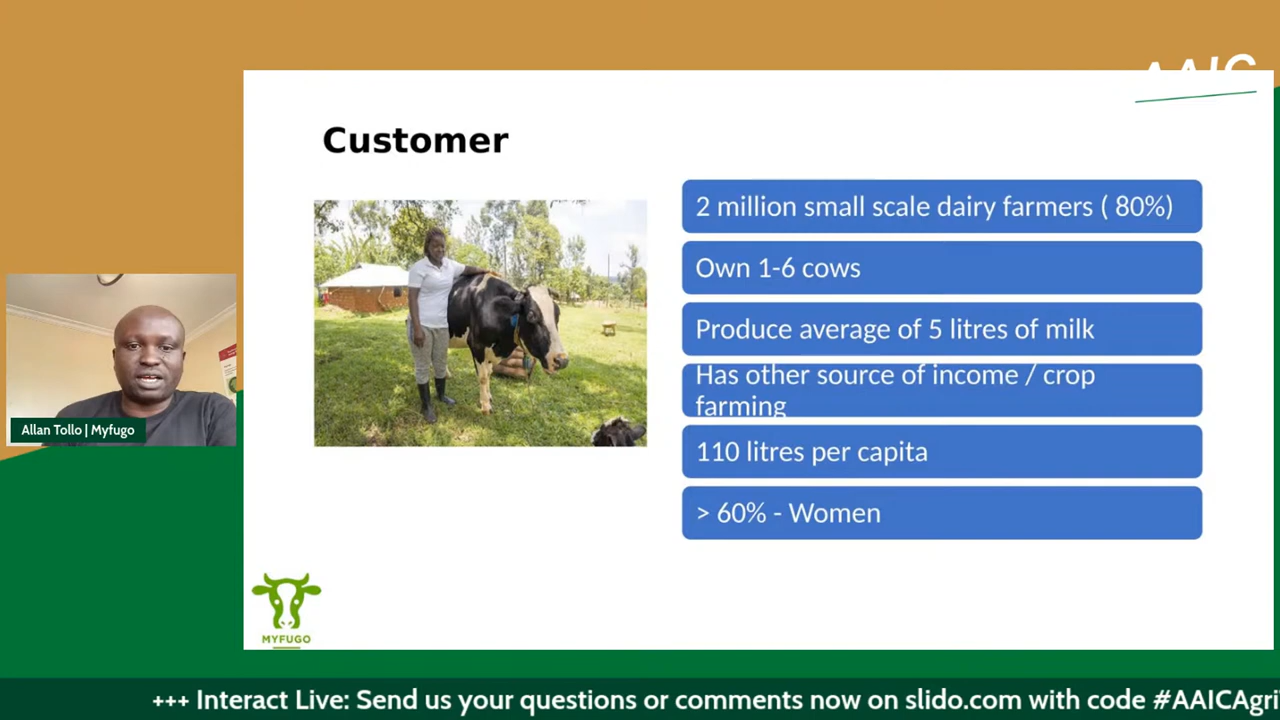 AAIC
Customer
2 million small scale dairy farmers ( 80%)
Own 1-6 cows
Produce average of 5 litres of milk
Has other source of income / crop
farming
110 litres per capita
> 60% - Women
Allan Tollo | Myfugo
MYFUGO
+++ Interact Live: Send us your questions or comments now on slido.com with code #AAICAgri